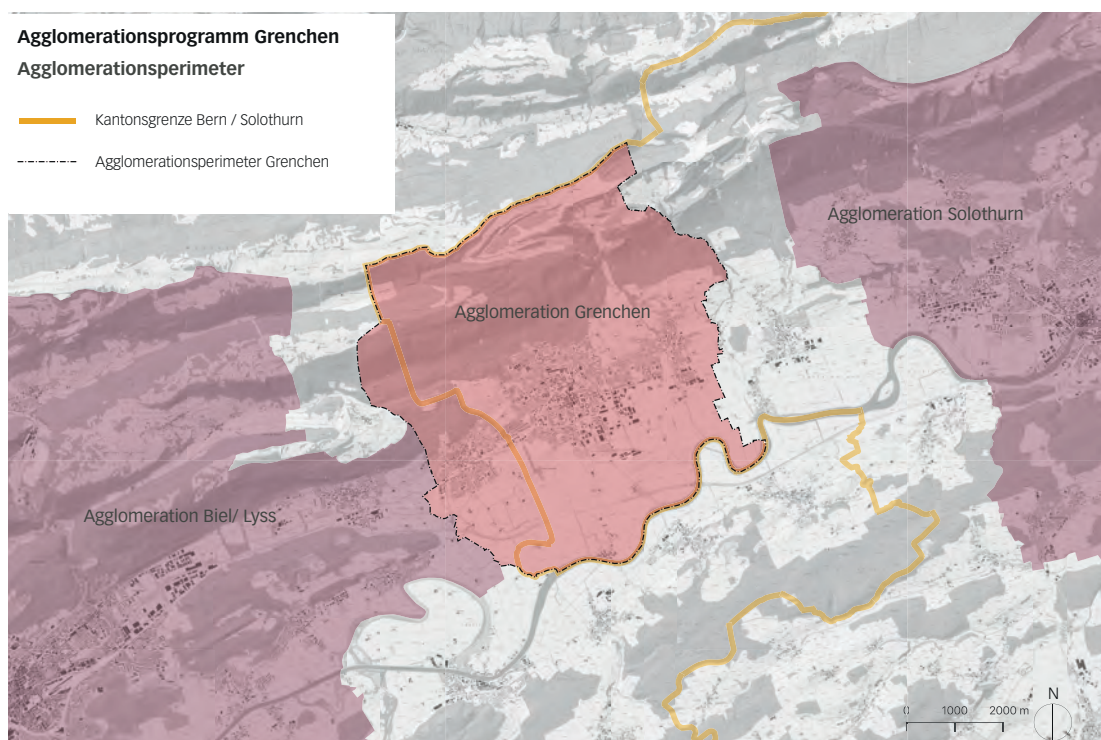 Agglomerationsprogramm Grenchen
Agglomerationsperimeter
Kantonsgrenze Bern / Solothurn
Agglomerationsperimeter Grenchen
Agglomeration Solothurn
Agglomeration Grenchen
Agglomeration Biel/ Lyss
N
0 1000 2000 m